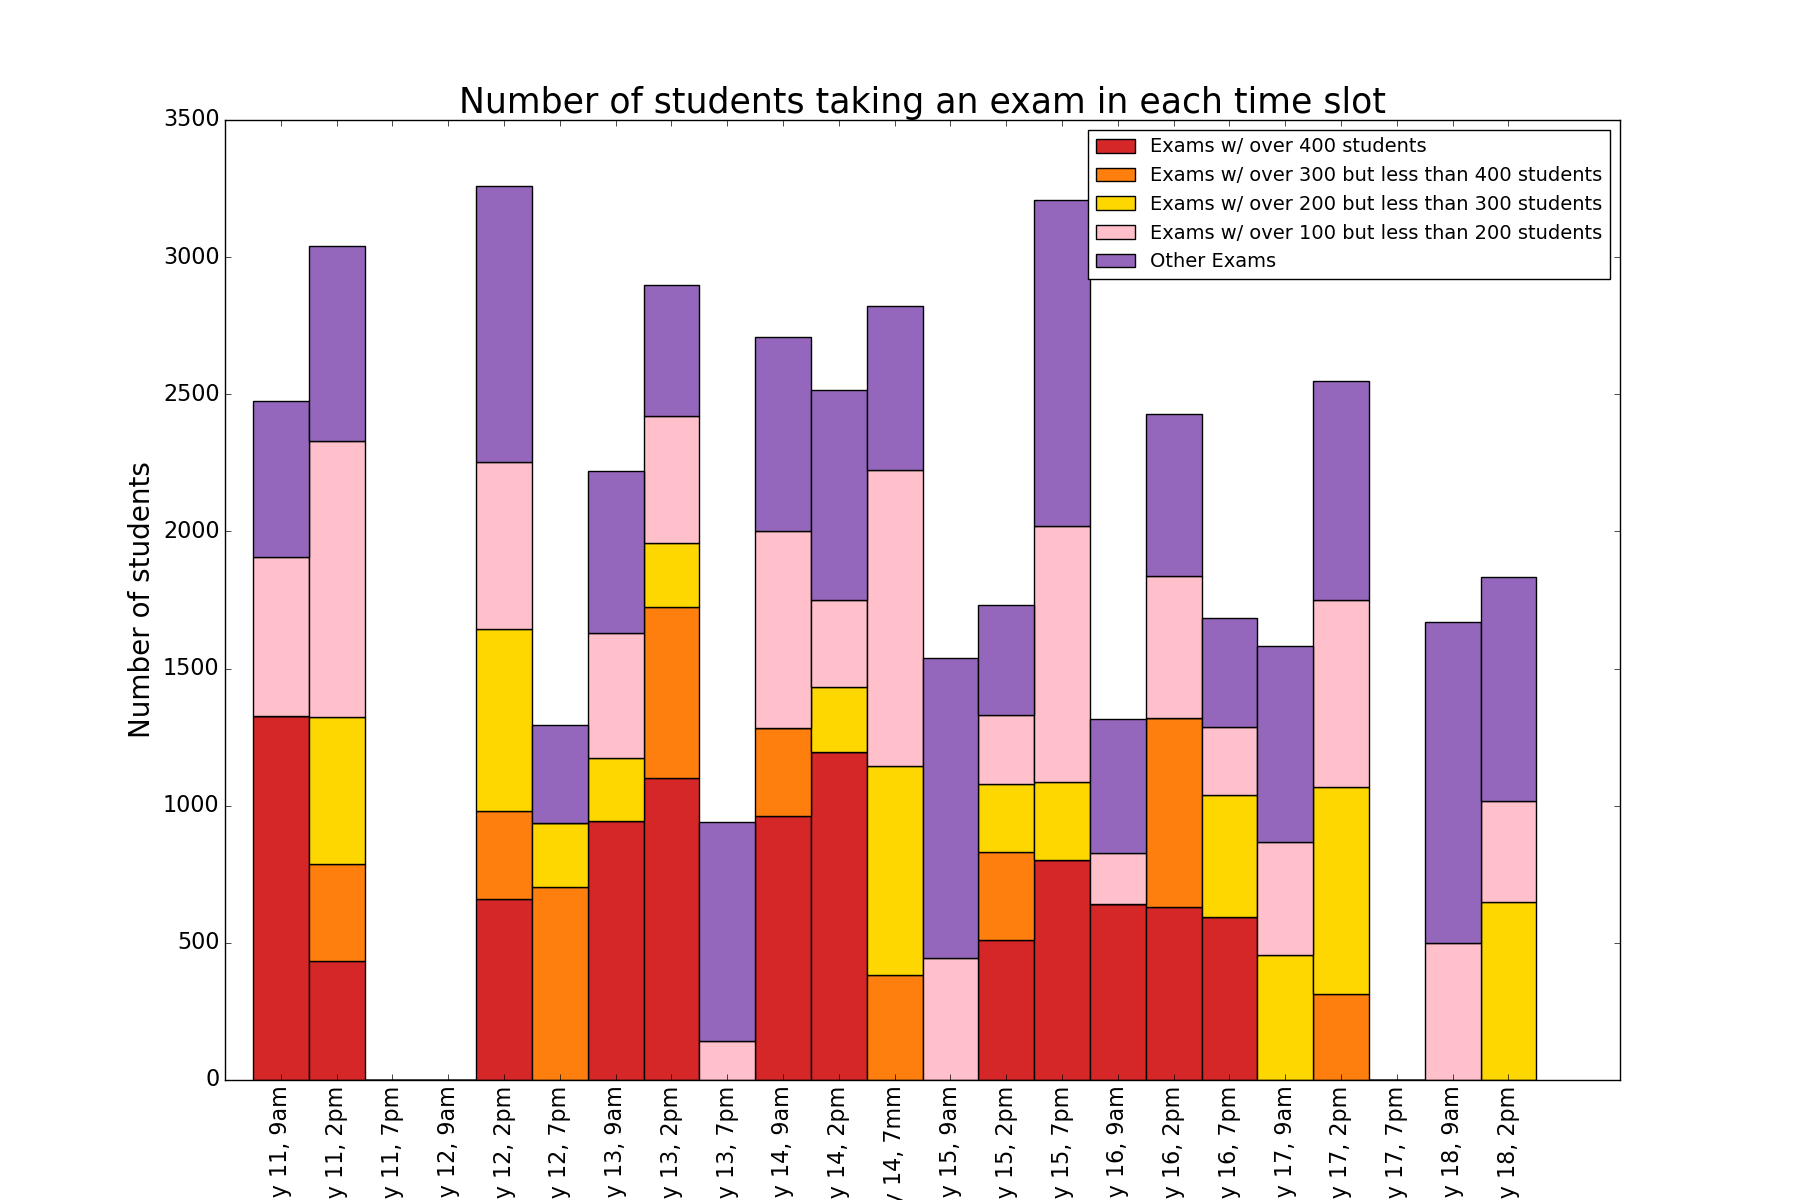 Number of students taking an exam in each time slot
3500
3000
2500
2000
1500
1000
500
0
Number of students
Exams w/ over 400 students
Exams w/ over 300 but less than 400 students
Exams w/ over 200 but less than 300 students
Exams w/ over 100 but less than 200 students
Other Exams
y 11, 9am
y 11, 2pm
y 11, 7pm
y 12, 9am
y 12, 2pm
y 12, 7pm
y 13, 9am
y 13, 2pm
y 13, 7pm
y 14, 9am
y 14, 2pm
y 14, 7mm
y 15, 9am
y 15, 2pm
y 15, 7pm
y 16, 9am
y 16, 2pm
y 16, 7pm
y 17, 9am
y 17, 2pm
y 17, 7pm
y 18, 9am
y 18, 2pm